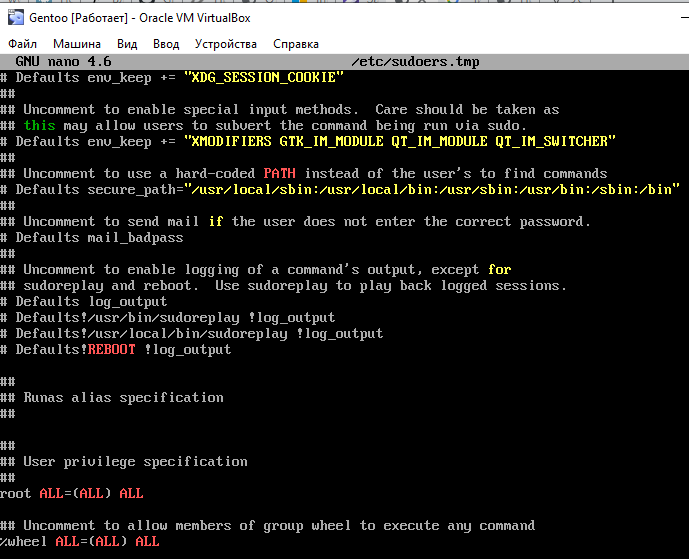 Gentoo [Работает] - Oracle VM VirtualBox
Файл Машина Вид Ввод Устройства Справка
GNU nano 4.6 /etc/sudoers.tmp
# Defaults env_keep += "XDG_SESSION_COOKIE"
##
## Uncomment to enable special input methods.  Care should be taken as
## this may allow users to subvert the command being run via sudo.
# Defaults env_keep += "XMODIFIERS GTK_IM_MODULE QT_IM_MODULE QT_IM_SWITCHER"
##
## Uncomment to use a hard-coded PATH instead of the user's to find commands
# Defaults secure_path="/usr/local/sbin:/usr/local/bin:/usr/sbin:/usr/bin:/sbin:/bin"
##
## Uncomment to send mail if the user does not enter the correct password.
# Defaults mail_badpass
##
## Uncomment to enable logging of a command's output, except for
## sudoreplay and reboot.  Use sudoreplay to play back logged sessions.
# Defaults log_output
# Defaults!/usr/bin/sudoreplay !log_output
# Defaults!/usr/local/bin/sudoreplay !log_output
# Defaults!REBOOT !log_output
##
## Runas alias specification
##
##
## User privilege specification
##
root ALL=(ALL) ALL
## Uncomment to allow members of group wheel to execute any command
%wheel ALL=(ALL) ALL